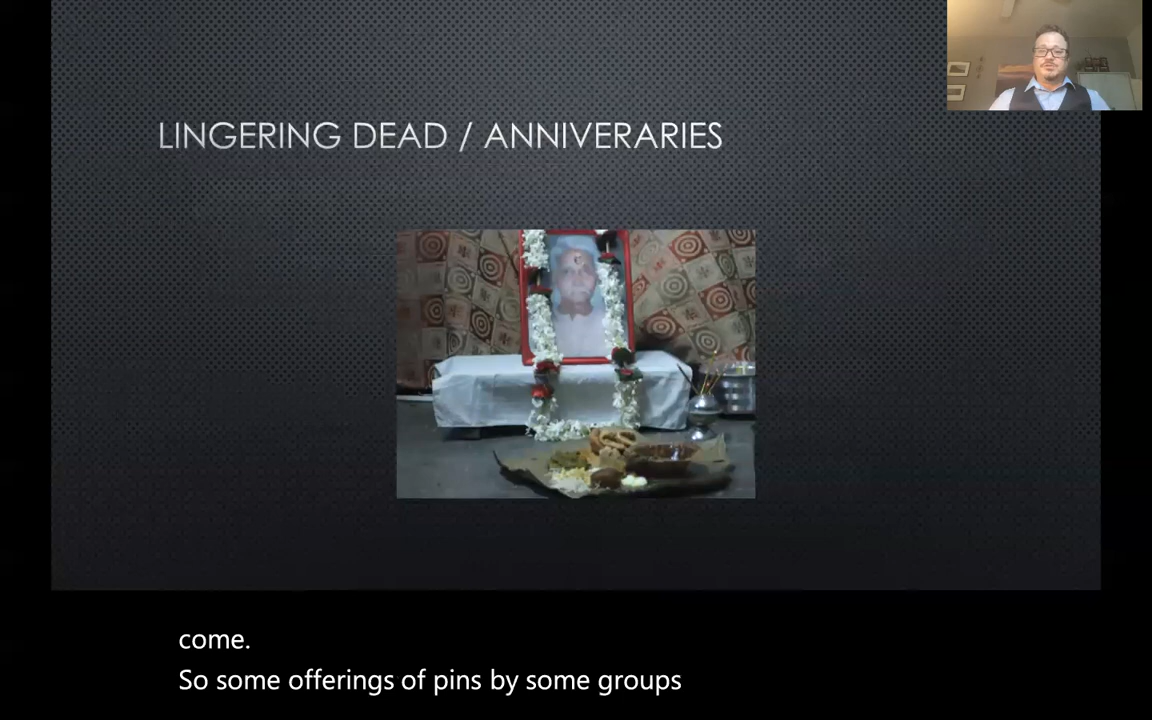 LINGERING DEAD / ANNIVERARIES
come.
So some offerings of pins by some groups